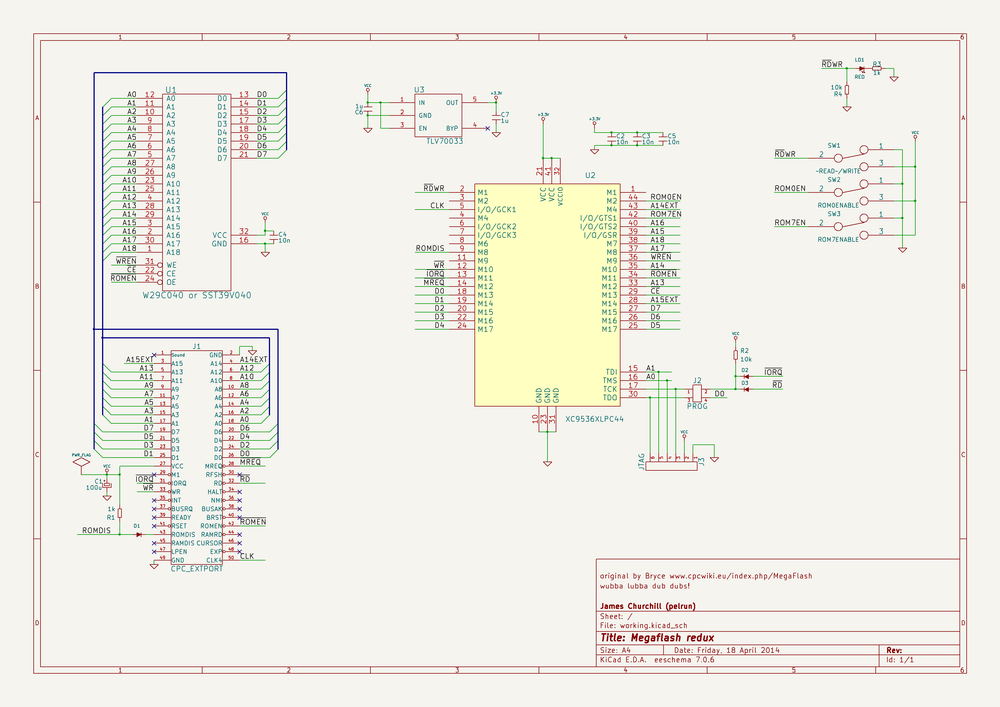 1 2 3 4 5 6
A
B
C
D
U1
A0 12 A0 D0 13 D0
A1 11 A1 D1 14 D1
A2 10 A2 D2 15 D2
A3 9 A3 D3 17 D3
A4 8 A4 D4 18 D4
A5 7 A5 D5 19 D5
A6 6 A6 D6 20 D6
A7 5 A7 D7 21 D7
A8 27 A8
A9 26 A9
A10 23 A10
A11 25 A11
A12 4 A12
A13 28 A13
A14 29 A14
A15 3 A15
A16 2 A16 VCC 32
A17 30 A17 GND 16
A18 1 A18
WREN 31 WE
CE 22 CE
ROMEN 24 OE
W29C040 or SST39V040
VCC
C4
10n
VCC
1u
C6
U3
1 IN OUT 5
2 GND
3 EN BYP 4
TLV70033
+3.3V
C7
1u
+3.3V
+3.3V
C2
10n
C3
10n
C5
10n
RDWR
LD1
RED
R3
1k
10k
R4
VCC
SW1
RDWR 2 1
3
-READ-/WRITE
SW2
ROM0EN 2 1
3
ROM0ENABLE
SW3
ROM7EN 2 1
3
ROM7ENABLE
U2
21 41 32
VCC VCC VCCIO
RDWR 2 M1 M1 1
3 M2 M2 44 ROM0EN
CLK 5 I/O/GCK1 M4 43 A14EXT
4 M4 I/O/GTS1 42 ROM7EN
6 I/O/GCK2 I/O/GTS2 40 A16
7 I/O/GCK3 I/O/GSR 39 A15
8 M6 M7 38 A18
ROMDIS 9 M8 M8 37 A17
11 M9 M9 36 WREN
WR 12 M10 M10 35 A14
IORQ 13 M11 M11 34 ROMEN
MREQ 14 M12 M12 33 A13
D0 18 M13 M13 29 CE
D1 19 M14 M14 28 A15EXT
D2 20 M15 M15 27 D7
D3 22 M16 M16 26 D6
D4 24 M17 M17 25 D5
TDI 15 A1
TMS 16 A0
TCK 17
TDO 30
GND GND GND
10 23 31
XC9536XLPC44
VCC
R2
10k
D2
IORQ
D3
RD
J2
D0
PROG
VCC
JTAG
6 5 4 3 2 1
J3
J1
1 Sound GND 2
A15EXT 3 A15 A14 4 A14EXT
A13 5 A13 A12 6 A12
A11 7 A11 A10 8 A10
A9 9 A9 A8 10 A8
A7 11 A7 A6 12 A6
A5 13 A5 A4 14 A4
A3 15 A3 A2 16 A2
A1 17 A1 A0 18 A0
D7 19 D7 D6 20 D6
D5 21 D5 D4 22 D4
D3 23 D3 D2 24 D2
D1 25 D1 D0 26 D0
27 VCC MREQ 28 MREQ
29 M1 RFSH 30
IORQ 31 IORQ RD 32 RD
WR 33 WR HALT 34
35 INT NMI 36
37 BUSRQ BUSAK 38
39 READY BRST 40
41 RSET ROMEN 42 ROMEN
43 ROMDIS RAMRD 44
45 RAMDIS CURSOR 46
47 LPEN EXP 48
49 GND CLK4 50 CLK
CPC_EXTPORT
PWR_FLAG
VCC
C1
100u
1k
R1
ROMDIS
D1
original by Bryce www.cpcwiki.eu/index.php/MegaFlash
wubba lubba dub dubs!
James Churchill (pelrun)
Sheet: /
File: working.kicad_sch
Title: Megaflash redux
Size: A4 Date: Friday, 18 April 2014 Rev:
KiCad E.D.A. eeschema 7.0.6 Id: 1/1
1 2 3 4 5 6
A
B
C
D